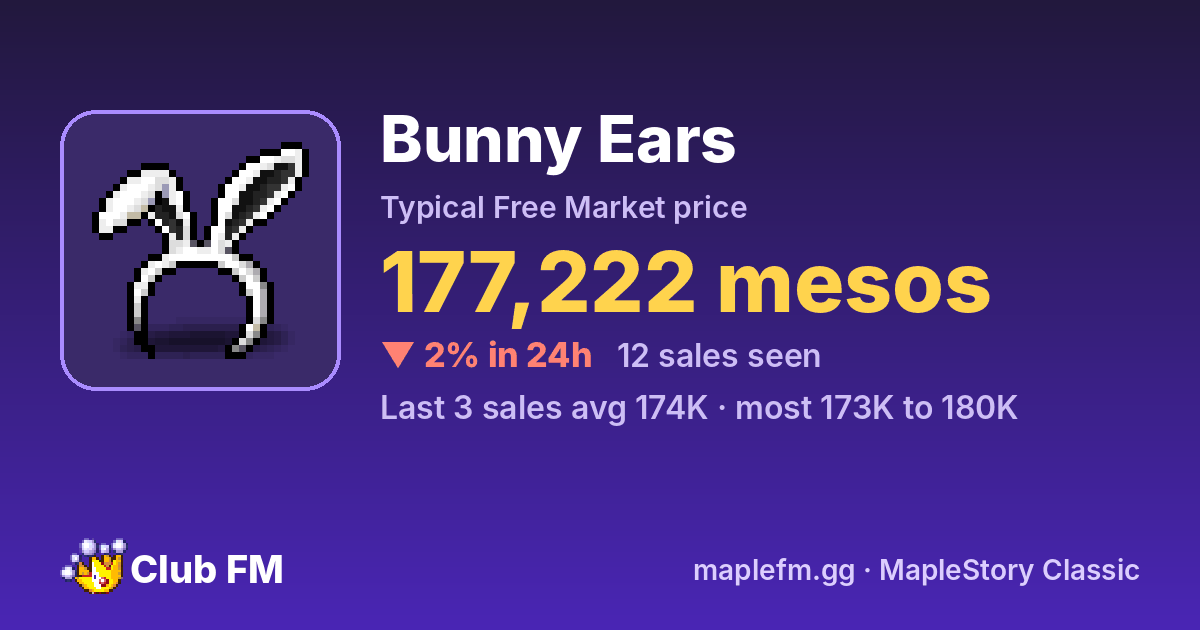 Bunny Ears
Typical Free Market price
177,222 mesos
▼ 2% in 24h 12 sales seen
Last 3 sales avg 174K · most 173K to 180K
Club FM
maplefm.gg · MapleStory Classic